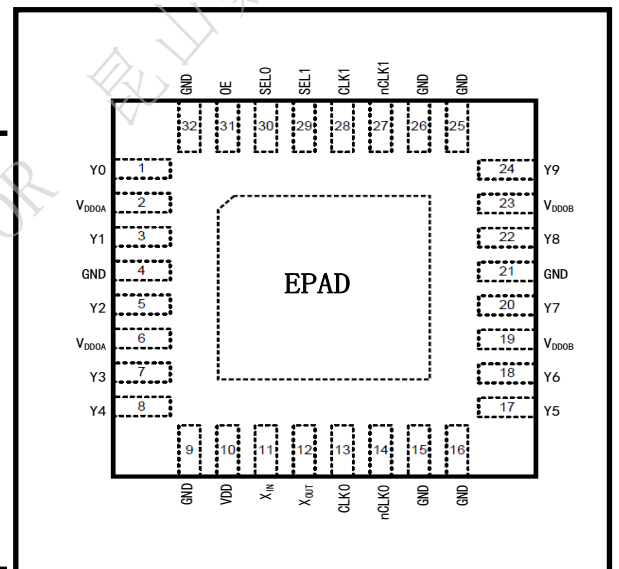 GND OE SEL0 SEL1 CLK1 nCLK1 GND GND
32 31 30 29 28 27 26 25
Y0 1 24 Y9
VDDOA 2 23 VDDOB
Y1 3 22 Y8
GND 4 21 GND
EPAD
Y2 5 20 Y7
VDDOA 6 19 VDDOB
Y3 7 18 Y6
Y4 8 17 Y5
9 10 11 12 13 14 15 16
GND VDD XIN XOUT CLK0 nCLK0 GND GND
昆山
OR